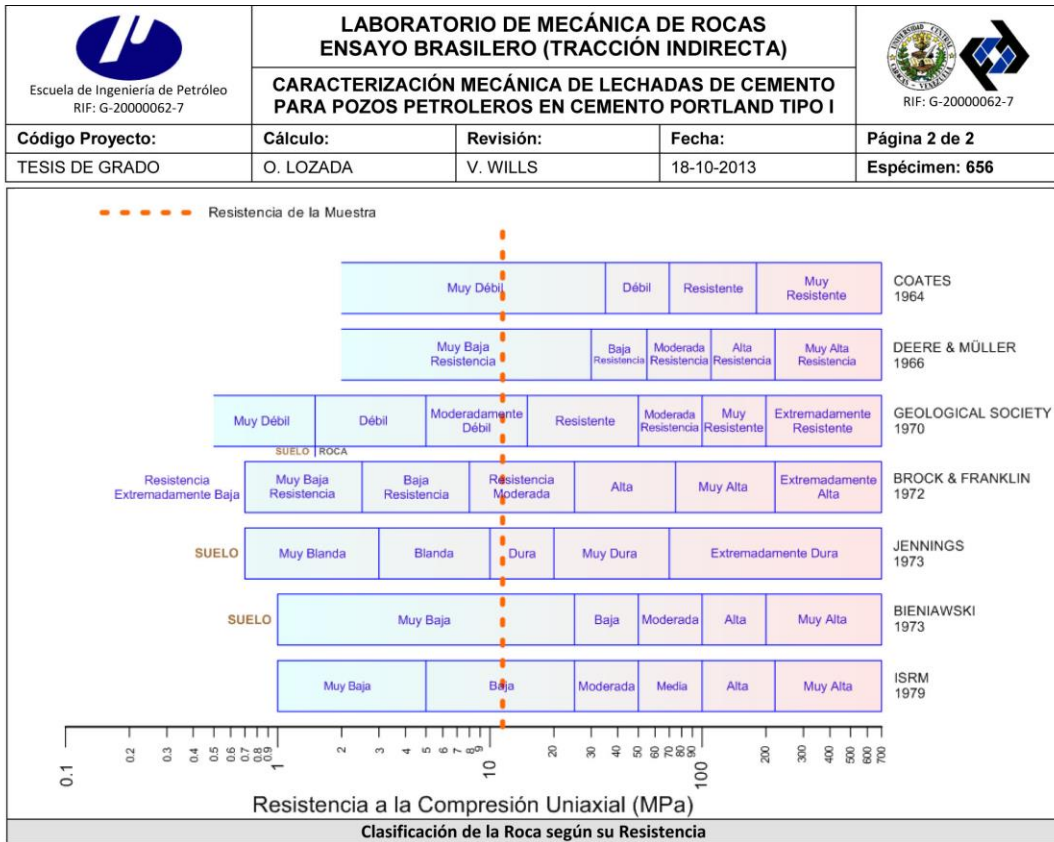 Escuela de Ingeniería de Petróleo
RIF: G-20000062-7
LABORATORIO DE MECÁNICA DE ROCAS
ENSAYO BRASILERO (TRACCIÓN INDIRECTA)
CARACTERIZACIÓN MECÁNICA DE LECHADAS DE CEMENTO
PARA POZOS PETROLEROS EN CEMENTO PORTLAND TIPO I
RIF: G-20000062-7
Código Proyecto: Cálculo: Revisión: Fecha: Página 2 de 2
TESIS DE GRADO O. LOZADA V. WILLS 18-10-2013 Espécimen: 656
Resistencia de la Muestra
Muy Débil Débil Resistente Muy
Resistente
COATES
1964
Muy Baja
Resistencia
Baja
Resistencia
Moderada
Resistencia
Alta
Resistencia
Muy Alta
Resistencia
DEERE & MÜLLER
1966
Muy Débil Débil Moderadamente
Débil
Resistente Moderada
Resistencia
Muy
Resistente
Extremadamente
Resistente
GEOLOGICAL SOCIETY
1970
SUELO ROCA
Resistencia
Extremadamente Baja
Muy Baja
Resistencia
Baja
Resistencia
Resistencia
Moderada
Alta Muy Alta Extremadamente
Alta
BROCK & FRANKLIN
1972
SUELO Muy Blanda Blanda Dura Muy Dura Extremadamente Dura
JENNINGS
1973
SUELO Muy Baja Baja Moderada Alta Muy Alta
BIENIAWSKI
1973
Muy Baja Baja Moderada Media Alta Muy Alta
ISRM
1979
0.1 0.2 0.3 0.4 0.5 0.6 0.7 0.8 0.9 1 2 3 4 5 6 7 8 9 10 20 30 40 50 60 70 80 90 100 200 300 400 500 600 700
Resistencia a la Compresión Uniaxial (MPa)
Clasificación de la Roca según su Resistencia